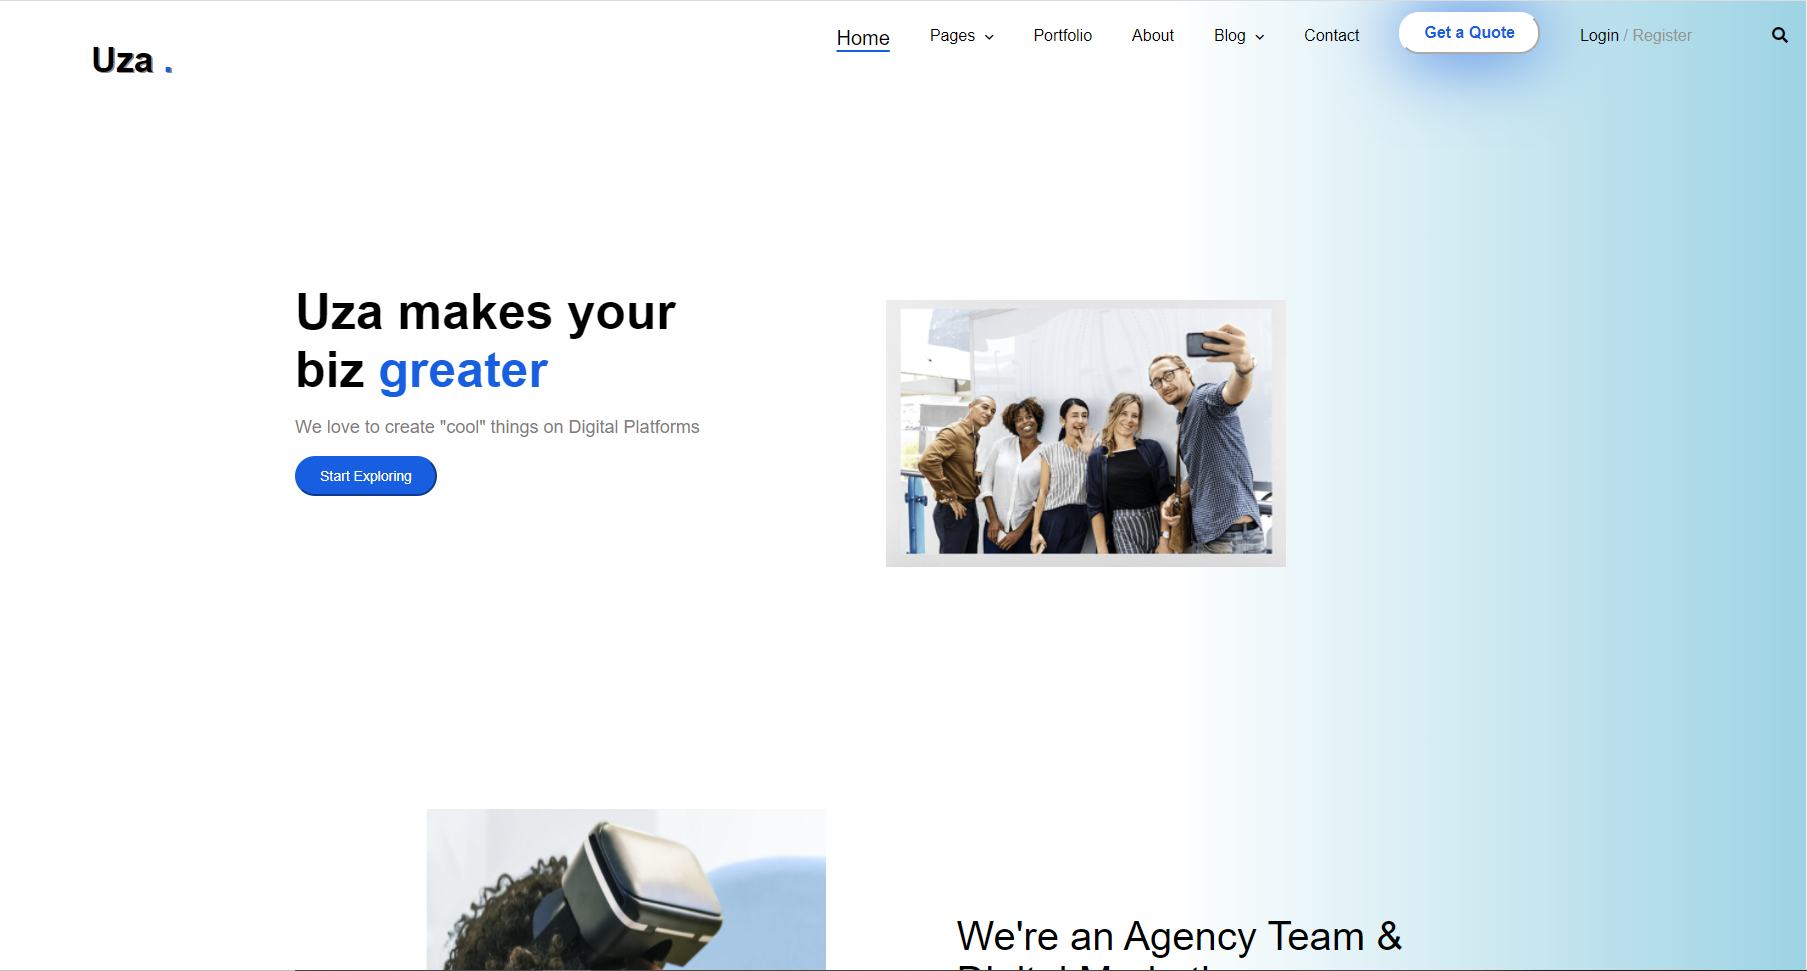 Uza .
Home
Pages
Portfolio
About
Blog
Contact
Get a Quote
Login / Register
Uza makes your
biz greater
We love to create "cool" things on Digital Platforms
Start Exploring
We're an Agency Team &